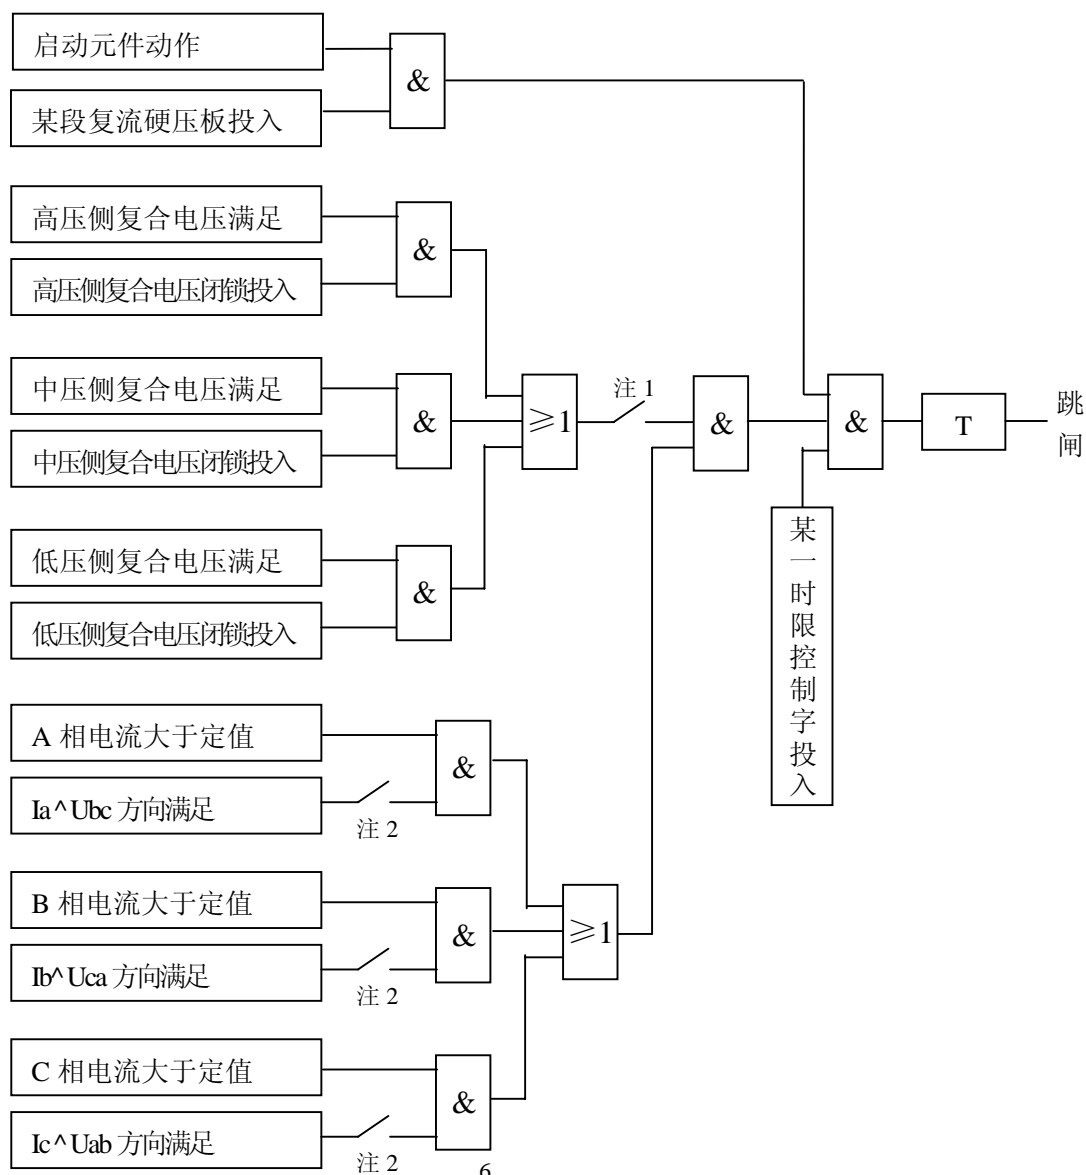 启动元件动作
&
某段复流硬压板投入
高压侧复合电压满足
&
高压侧复合电压闭锁投入
中压侧复合电压满足
&
中压侧复合电压闭锁投入
≥1
注 1
&
&
T
跳闸
低压侧复合电压满足
&
低压侧复合电压闭锁投入
某一时限控制字投入
A 相电流大于定值
&
Ia^Ubc 方向满足
注 2
B 相电流大于定值
&
≥1
Ib^Uca 方向满足
注 2
C 相电流大于定值
&
Ic^Uab 方向满足
注 2
6